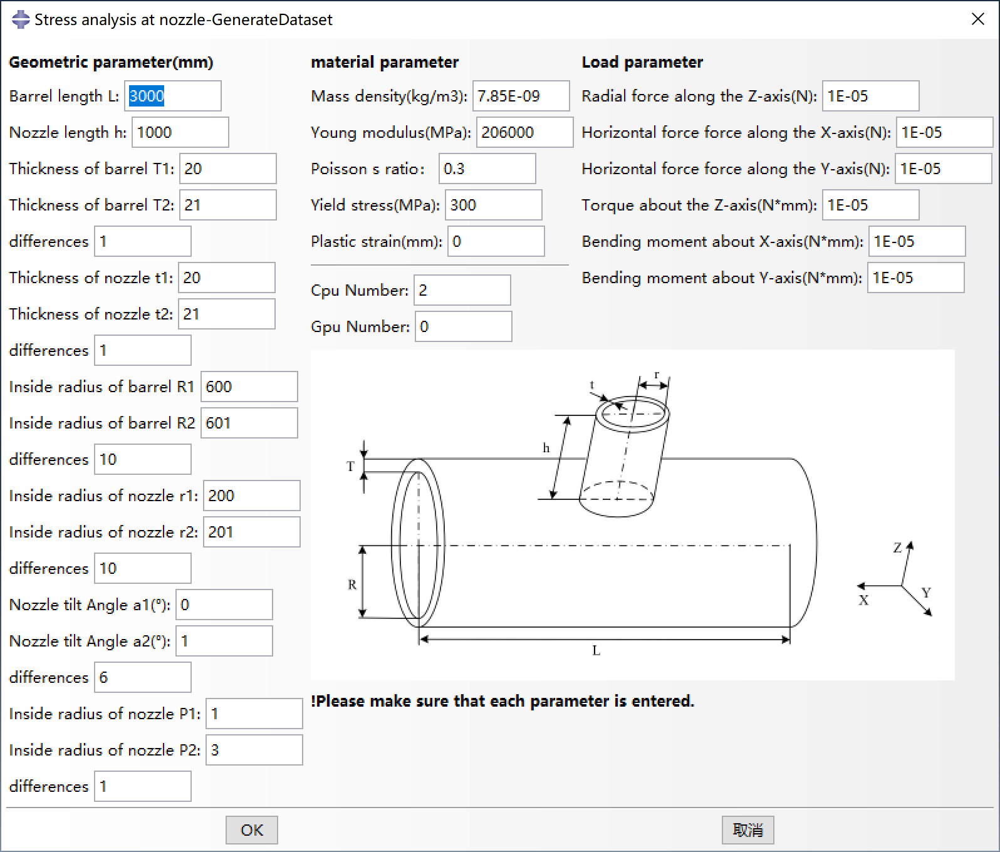 Stress analysis at nozzle-GenerateDataset
Geometric parameter(mm)
Barrel length L: 3000
Nozzle length h: 1000
Thickness of barrel T1: 20
Thickness of barrel T2: 21
differences 1
Thickness of nozzle t1: 20
Thickness of nozzle t2: 21
differences 1
Inside radius of barrel R1 600
Inside radius of barrel R2 601
differences 10
Inside radius of nozzle r1: 200
Inside radius of nozzle r2: 201
differences 10
Nozzle tilt Angle a1(°): 0
Nozzle tilt Angle a2(°): 1
differences 6
Inside radius of nozzle P1: 1
Inside radius of nozzle P2: 3
differences 1
material parameter
Mass density(kg/m3): 7.85E-09
Young modulus(MPa): 206000
Poisson s ratio： 0.3
Yield stress(MPa): 300
Plastic strain(mm): 0
Cpu Number: 2
Gpu Number: 0
Load parameter
Radial force along the Z-axis(N): 1E-05
Horizontal force force along the X-axis(N): 1E-05
Horizontal force force along the Y-axis(N): 1E-05
Torque about the Z-axis(N*mm): 1E-05
Bending moment about X-axis(N*mm): 1E-05
Bending moment about Y-axis(N*mm): 1E-05
r
t
h
T
R
L
Z
Y
X
!Please make sure that each parameter is entered.
OK
取消